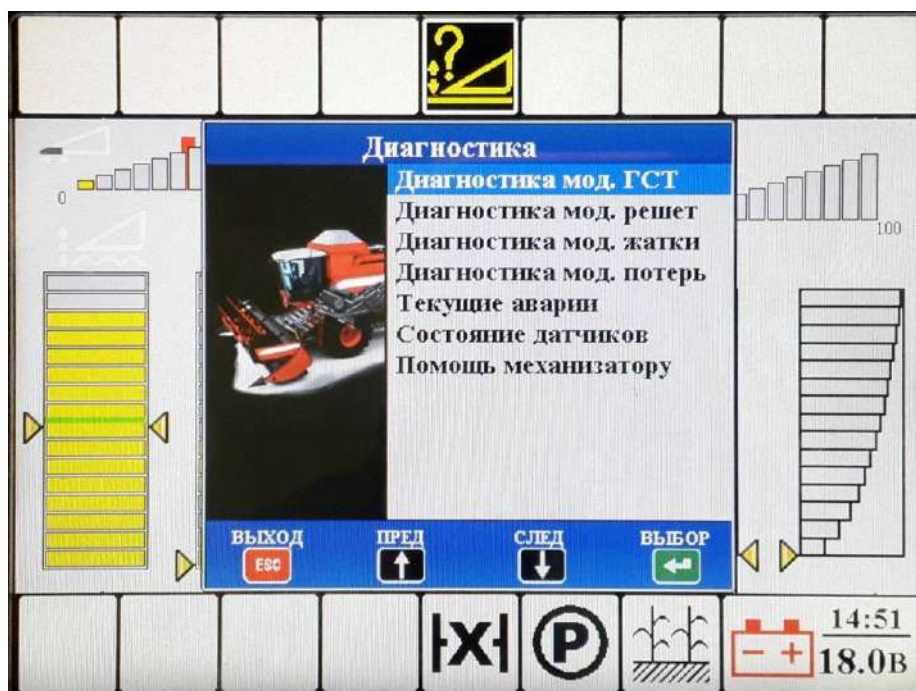 ?
Диагностика
Диагностика мод. ГСТ
Диагностика мод. решет
Диагностика мод. жатки
Диагностика мод. потерь
Текущие аварии
Состояние датчиков
Помощь механизатору
0
100
ВЫХОД ПРЕД СЛЕД ВЫБОР
ESC
X P
14:51
18.0В